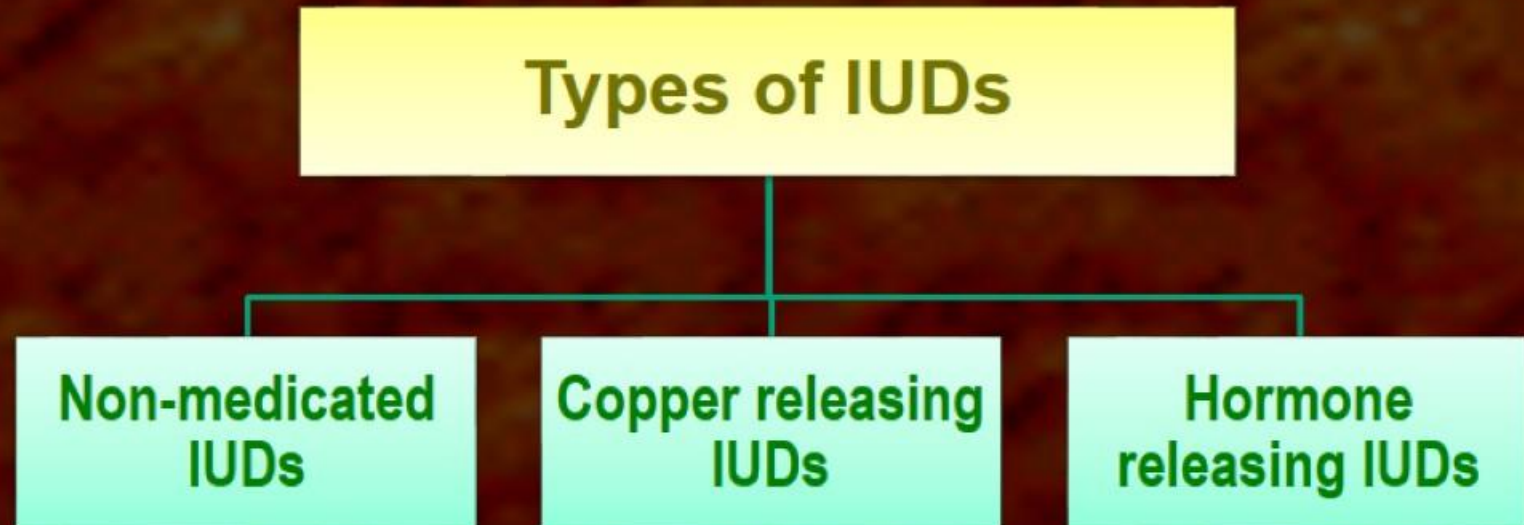 Types of IUDs
Non-medicated
IUDs
Copper releasing
IUDs
Hormone
releasing IUDs